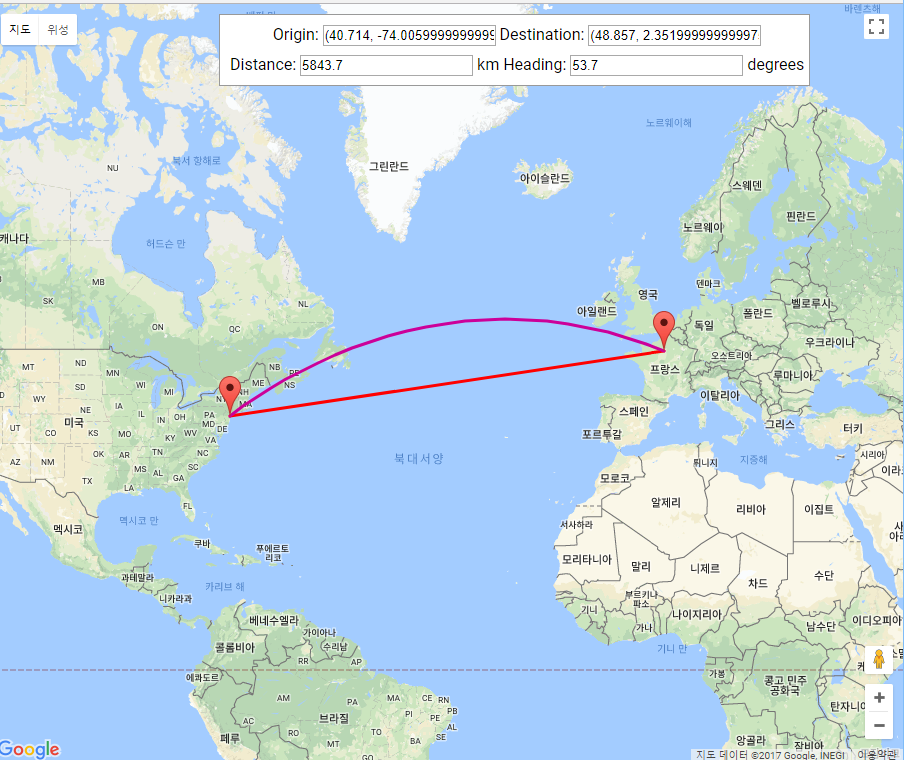 바렌츠해
지도 위성
Origin: (40.714, -74.0059999999999 Destination: (48.857, 2.35199999999997
Distance: 5843.7 km Heading: 53.7 degrees
노르웨이해
북서 항해로
그린란드
NU
아이슬란드
스웨덴
핀란드
노르웨이
캐나다
허드슨 만
MB
SK
NL
덴마크
영국
아일랜드
벨로루시
폴란드
독일
ON
QC
우크라이나
오스트리아
프랑스
루마니아
MT
ND
MN
NB
PE
NS
ME
SD
WI
MI
NH
MA
WY
IA
이탈리아
NE
IL
IN
OH
PA
MD
DE
스페인
그리스
터키
미국
UT
CO
KS
MO
KY
WV
VA
포르투갈
OK
AR
TN
NC
AZ
NM
MS
AL
SC
북대서양
튀니지
지중해
시리아
이라
TX
LA
GA
모로코
FL
알제리
리비아
이집트
멕시코
멕시코 만
서사하라
쿠바
푸에르토
리코
모리타니아
말리
니제르
차드
수단
과테말라
카리브 해
니카라과
부르키나
파소
기니
나이지리아
베네수엘라
가이아나
가나
남수단
이디오피아
콜롬비아
수리남
기니 만
RR
AP
에콰도르
가봉
콩고 민주
공화국
AM
PA
MA
CE
RN
PB
PI
PE
AL
AC
TO
RO
브라질
탄자니
페루
MT
BA
SE
앙골라
잠비아
Google
지도 데이터 ©2017 Google, INEGI 이용약관